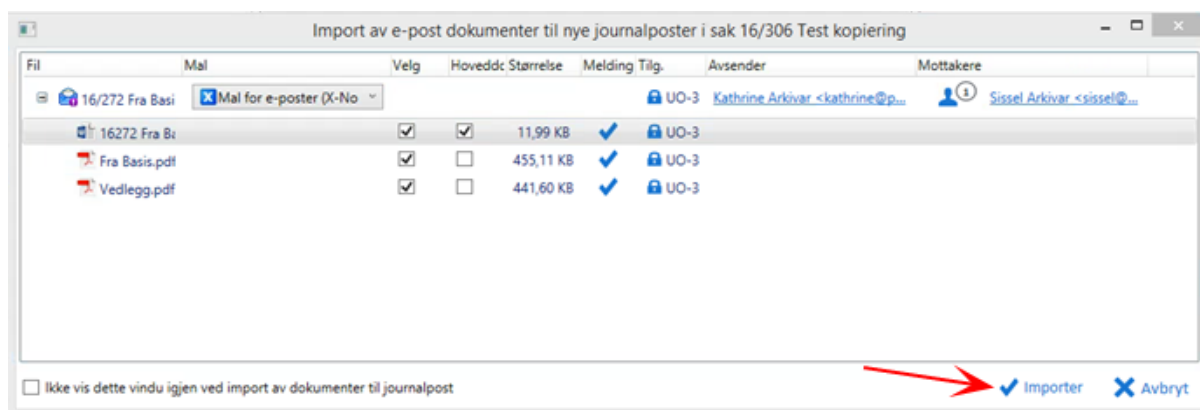 Import av e-post dokumenter til nye journalposter i sak 16/306 Test kopiering
Fil Mal Velg Hoveddc Størrelse Melding Tilg. Avsender Mottakere
16/272 Fra Basi Mal for e-poster (X-No UO-3 Kathrine Arkivar <kathrine@p... 1 Sissel Arkivar <sissel@...
16272 Fra Ba 11,99 KB UO-3
Fra Basis.pdf 455,11 KB UO-3
Vedlegg.pdf 441,60 KB UO-3
Ikke vis dette vindu igjen ved import av dokumenter til journalpost Importer Avbryt